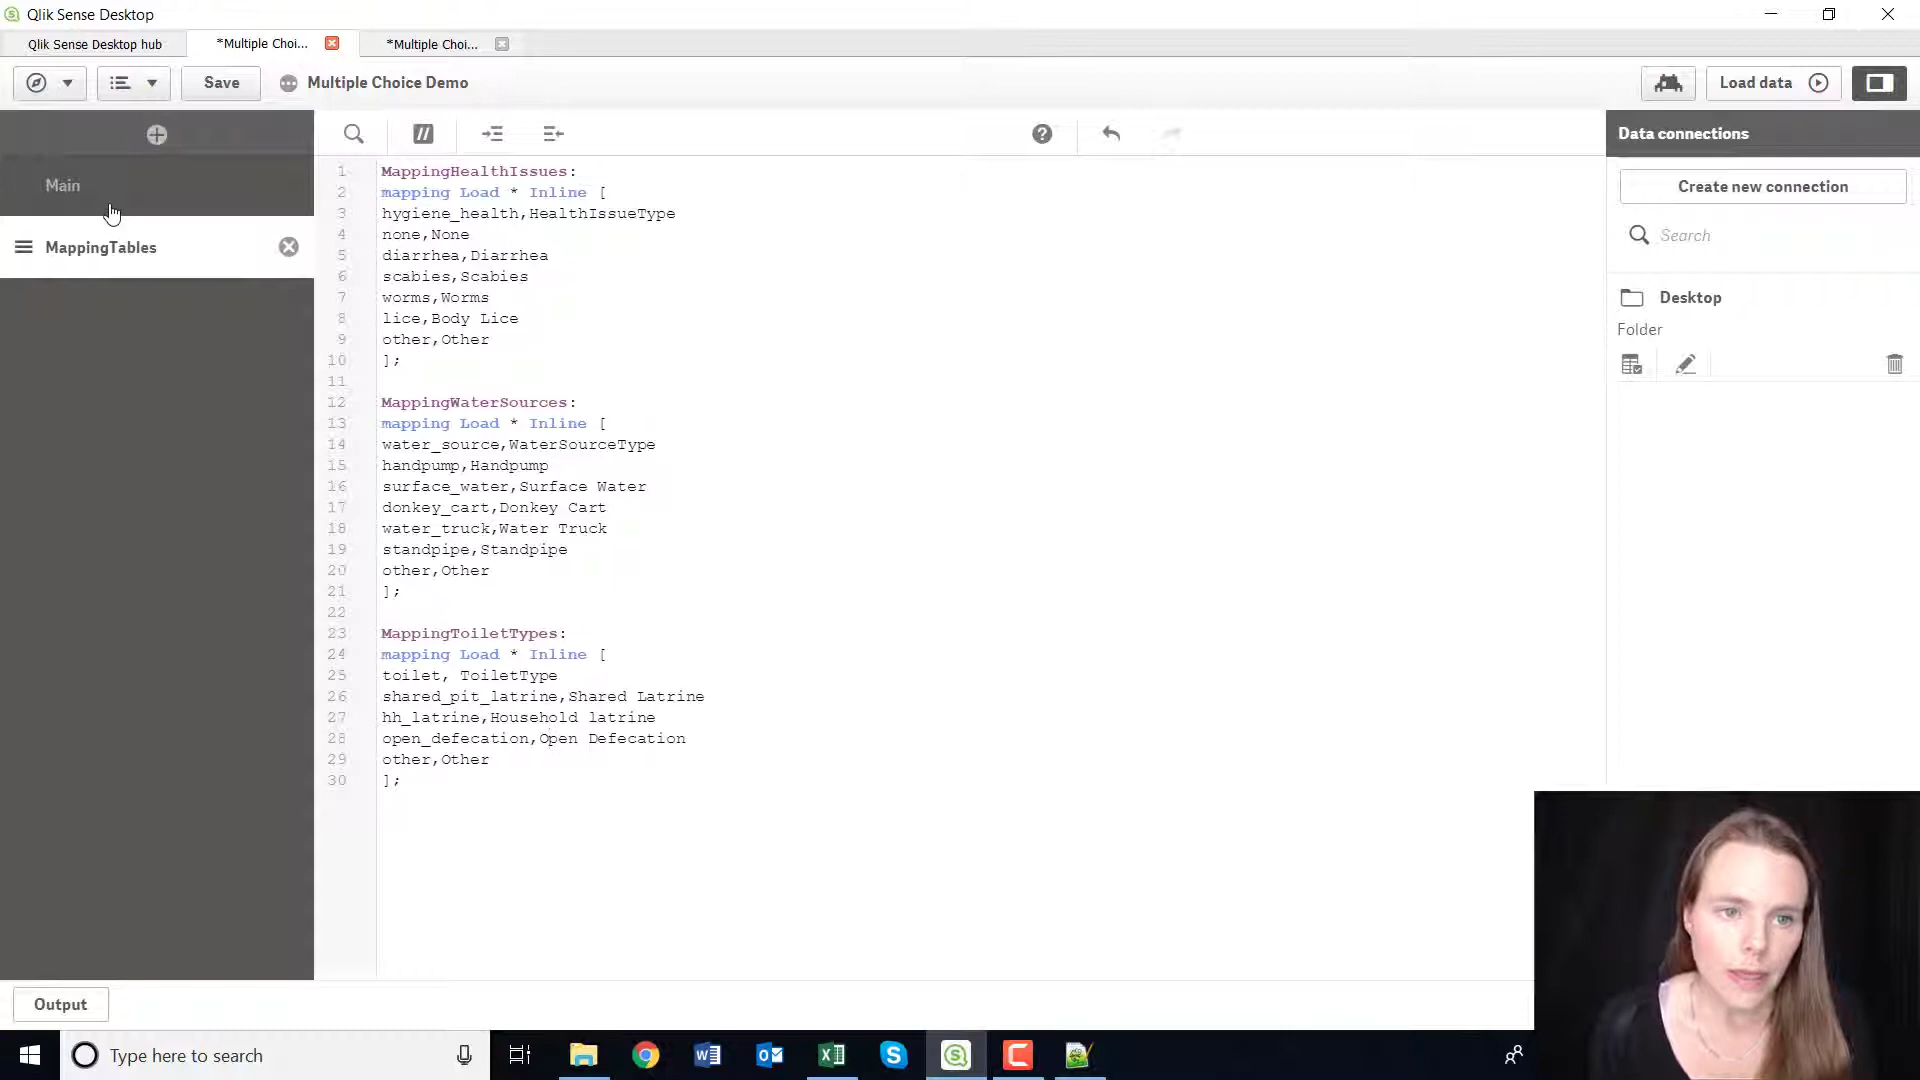 Qlik Sense Desktop
Qlik Sense Desktop hub
*Multiple Choi...
*Multiple Choi...
Save
Multiple Choice Demo
Load data
Main
MappingTables
1 MappingHealthIssues:
2 mapping Load * Inline [
3 hygiene_health,HealthIssueType
4 none,None
5 diarrhea,Diarrhea
6 scabies,Scabies
7 worms,Worms
8 lice,Body Lice
9 other,Other
10 ];
11
12 MappingWaterSources:
13 mapping Load * Inline [
14 water_source,WaterSourceType
15 handpump,Handpump
16 surface_water,Surface Water
17 donkey_cart,Donkey Cart
18 water_truck,Water Truck
19 standpipe,Standpipe
20 other,Other
21 ];
22
23 MappingToiletTypes:
24 mapping Load * Inline [
25 toilet, ToiletType
26 shared_pit_latrine,Shared Latrine
27 hh_latrine,Household latrine
28 open_defecation,Open Defecation
29 other,Other
30 ];
Data connections
Create new connection
Search
Desktop
Folder
Output
Type here to search